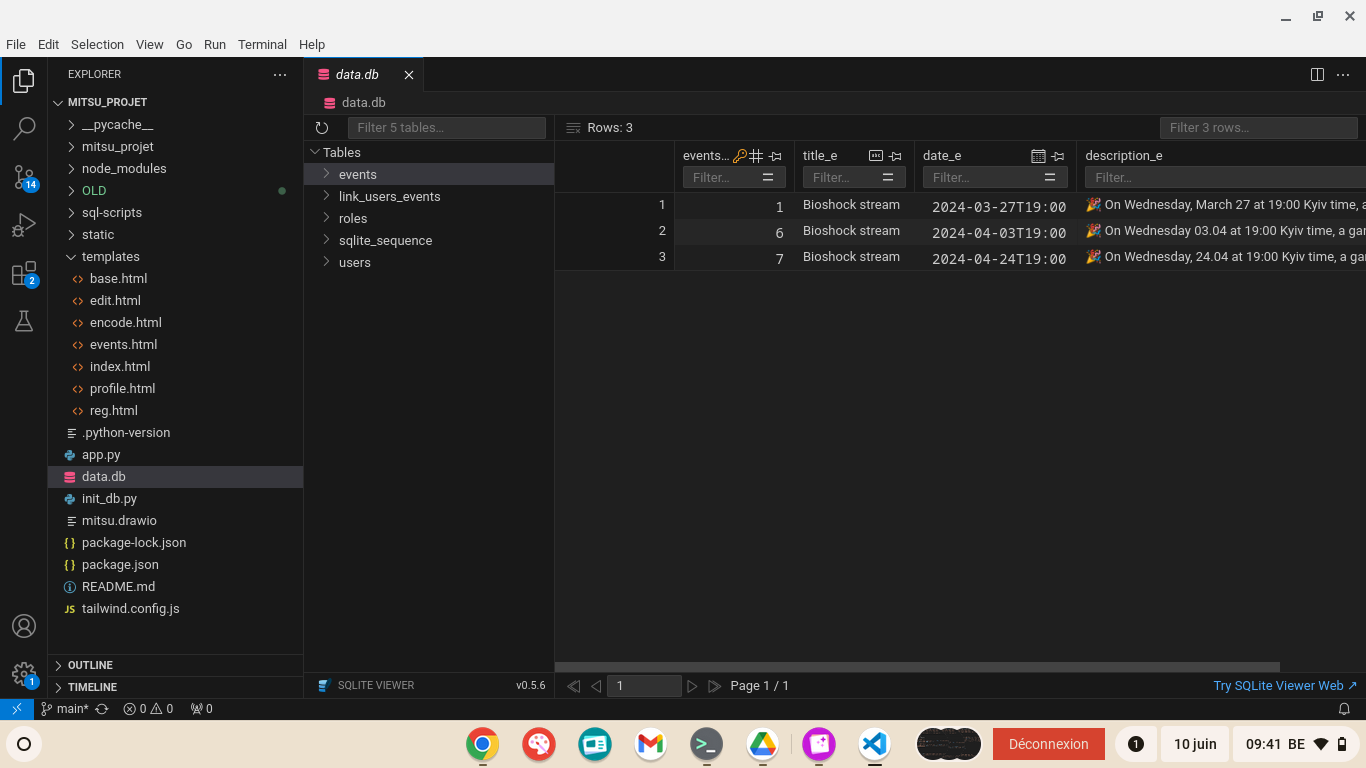 File Edit Selection View Go Run Terminal Help
EXPLORER
MITSU_PROJET
__pycache__
mitsu_projet
node_modules
OLD
sql-scripts
static
templates
base.html
edit.html
encode.html
events.html
index.html
profile.html
reg.html
.python-version
app.py
data.db
init_db.py
mitsu.drawio
package-lock.json
package.json
README.md
JS tailwind.config.js
OUTLINE
TIMELINE
14
2
1
data.db
data.db
Filter 5 tables...
Rows: 3
Filter 3 rows...
Tables
events
link_users_events
roles
sqlite_sequence
users
events... title_e date_e description_e
Filter... Filter... Filter... Filter...
1 1 Bioshock stream 2024-03-27T19:00 🎉 On Wednesday, March 27 at 19:00 Kyiv time, a
2 6 Bioshock stream 2024-04-03T19:00 🎉 On Wednesday 03.04 at 19:00 Kyiv time, a gar
3 7 Bioshock stream 2024-04-24T19:00 🎉 On Wednesday, 24.04 at 19:00 Kyiv time, a ga
SQLITE VIEWER v0.5.6
1 Page 1 / 1
Try SQLite Viewer Web ↗
main* 0 0 0
Déconnexion
1
10 juin
09:41 BE